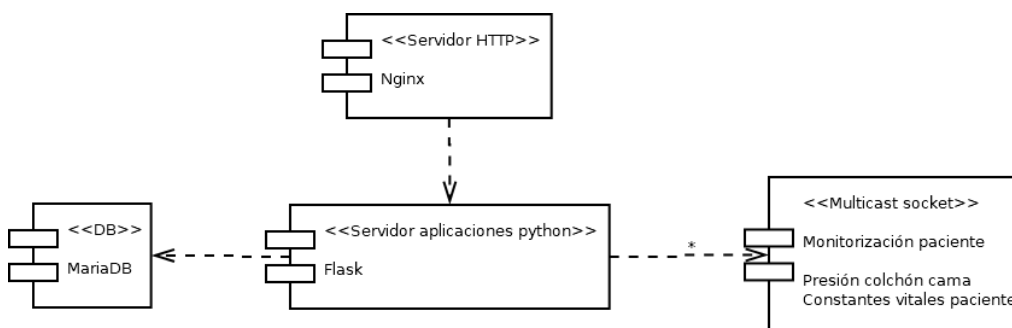 <<Servidor HTTP>>
Nginx
<<DB>>
MariaDB
<<Servidor aplicaciones python>>
Flask
*
<<Multicast socket>>
Monitorización paciente
Presión colchón cama
Constantes vitales paciente